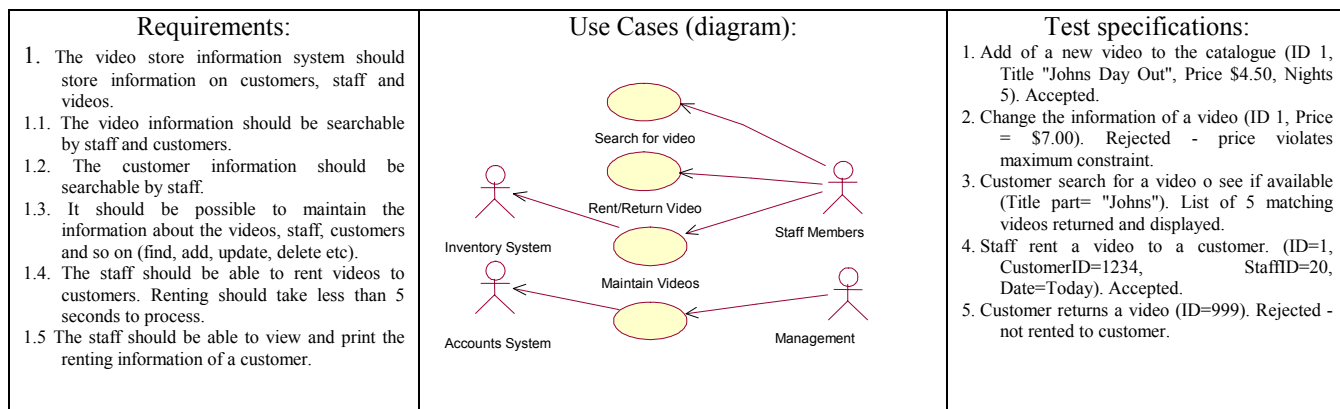 Requirements:
1. The video store information system should
store information on customers, staff and
videos.
1.1. The video information should be searchable
by staff and customers.
1.2. The customer information should be
searchable by staff.
1.3. It should be possible to maintain the
information about the videos, staff, customers
and so on (find, add, update, delete etc).
1.4. The staff should be able to rent videos to
customers. Renting should take less than 5
seconds to process.
1.5 The staff should be able to view and print the
renting information of a customer.
Use Cases (diagram):
Search for video
Rent/Return Video
Inventory System
Staff Members
Maintain Videos
Accounts System
Management
Test specifications:
1. Add of a new video to the catalogue (ID 1,
Title "Johns Day Out", Price $4.50, Nights
5). Accepted.
2. Change the information of a video (ID 1, Price
= $7.00). Rejected - price violates
maximum constraint.
3. Customer search for a video o see if available
(Title part= "Johns"). List of 5 matching
videos returned and displayed.
4. Staff rent a video to a customer. (ID=1,
CustomerID=1234, StaffID=20,
Date=Today). Accepted.
5. Customer returns a video (ID=999). Rejected -
not rented to customer.